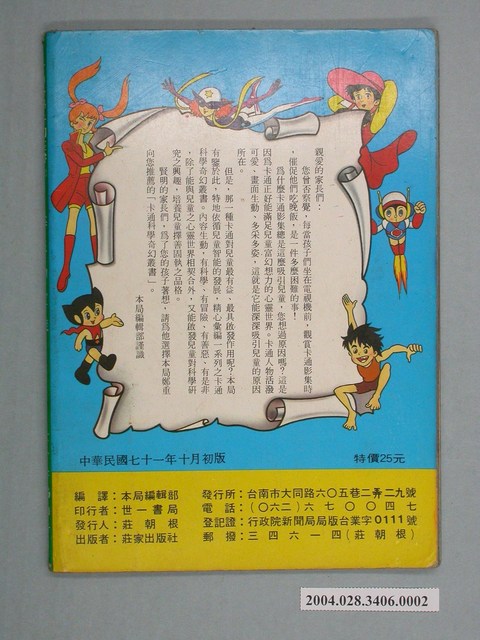 親愛的家長們：
您曾否察覺，每當孩子們坐在電視機前，觀賞卡通影集時
，催促他們吃晚飯，是一件多麼困難的事！
為什麼卡通影集總是這麼吸引兒童，您想過原因嗎？這是
因為卡通正好能滿足兒童富幻想力的心靈世界。卡通人物活潑
可愛、畫面生動、多采多姿，這就是它能深深吸引兒童的原因
所在。
但是，那一種卡通對兒童最有益、最具啟發作用呢？本局
有鑒於此，特地依循兒童智能的發展，精心彙編一系列之卡通
科學奇幻叢書。內容生動，有科學、有冒險、有善惡、有是非
，除了能與兒童之心靈世界相契合外，又能啟發兒童對科學研
究之興趣，培養兒童擇善固執之品格。
賢明的家長們，為了您的孩子著想，請為他選擇本局鄭重
向您推薦的「卡通科學奇幻叢書」。
本局編輯部謹識
中華民國七十一年十月初版
特價25元
編譯：本局編輯部
印行者：世一書局
發行人：莊朝根
出版者：莊家出版社
發行所：台南市大同路六〇五巷二弄二九號
電話：(〇六二)六七〇〇四七
登記證：行政院新聞局局版台業字0111號
郵撥：三四六一四(莊朝根)
2004.028.3406.0002